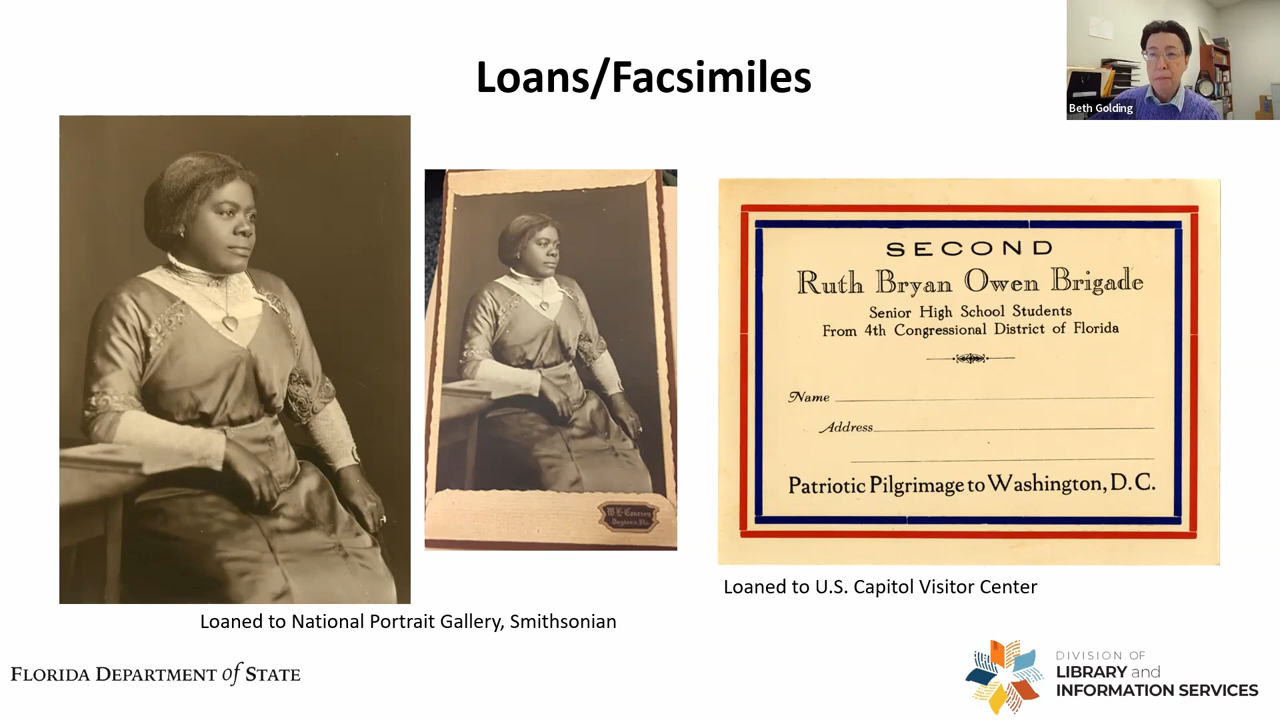 Loans/Facsimiles
Beth Golding
SECOND
Ruth Bryan Owen Brigade
Senior High School Students
From 4th Congressional District of Florida
Name
Address
Patriotic Pilgrimage to Washington, D.C.
Loaned to U.S. Capitol Visitor Center
Loaned to National Portrait Gallery, Smithsonian
FLORIDA DEPARTMENT of STATE
DIVISION OF
LIBRARY and
INFORMATION SERVICES